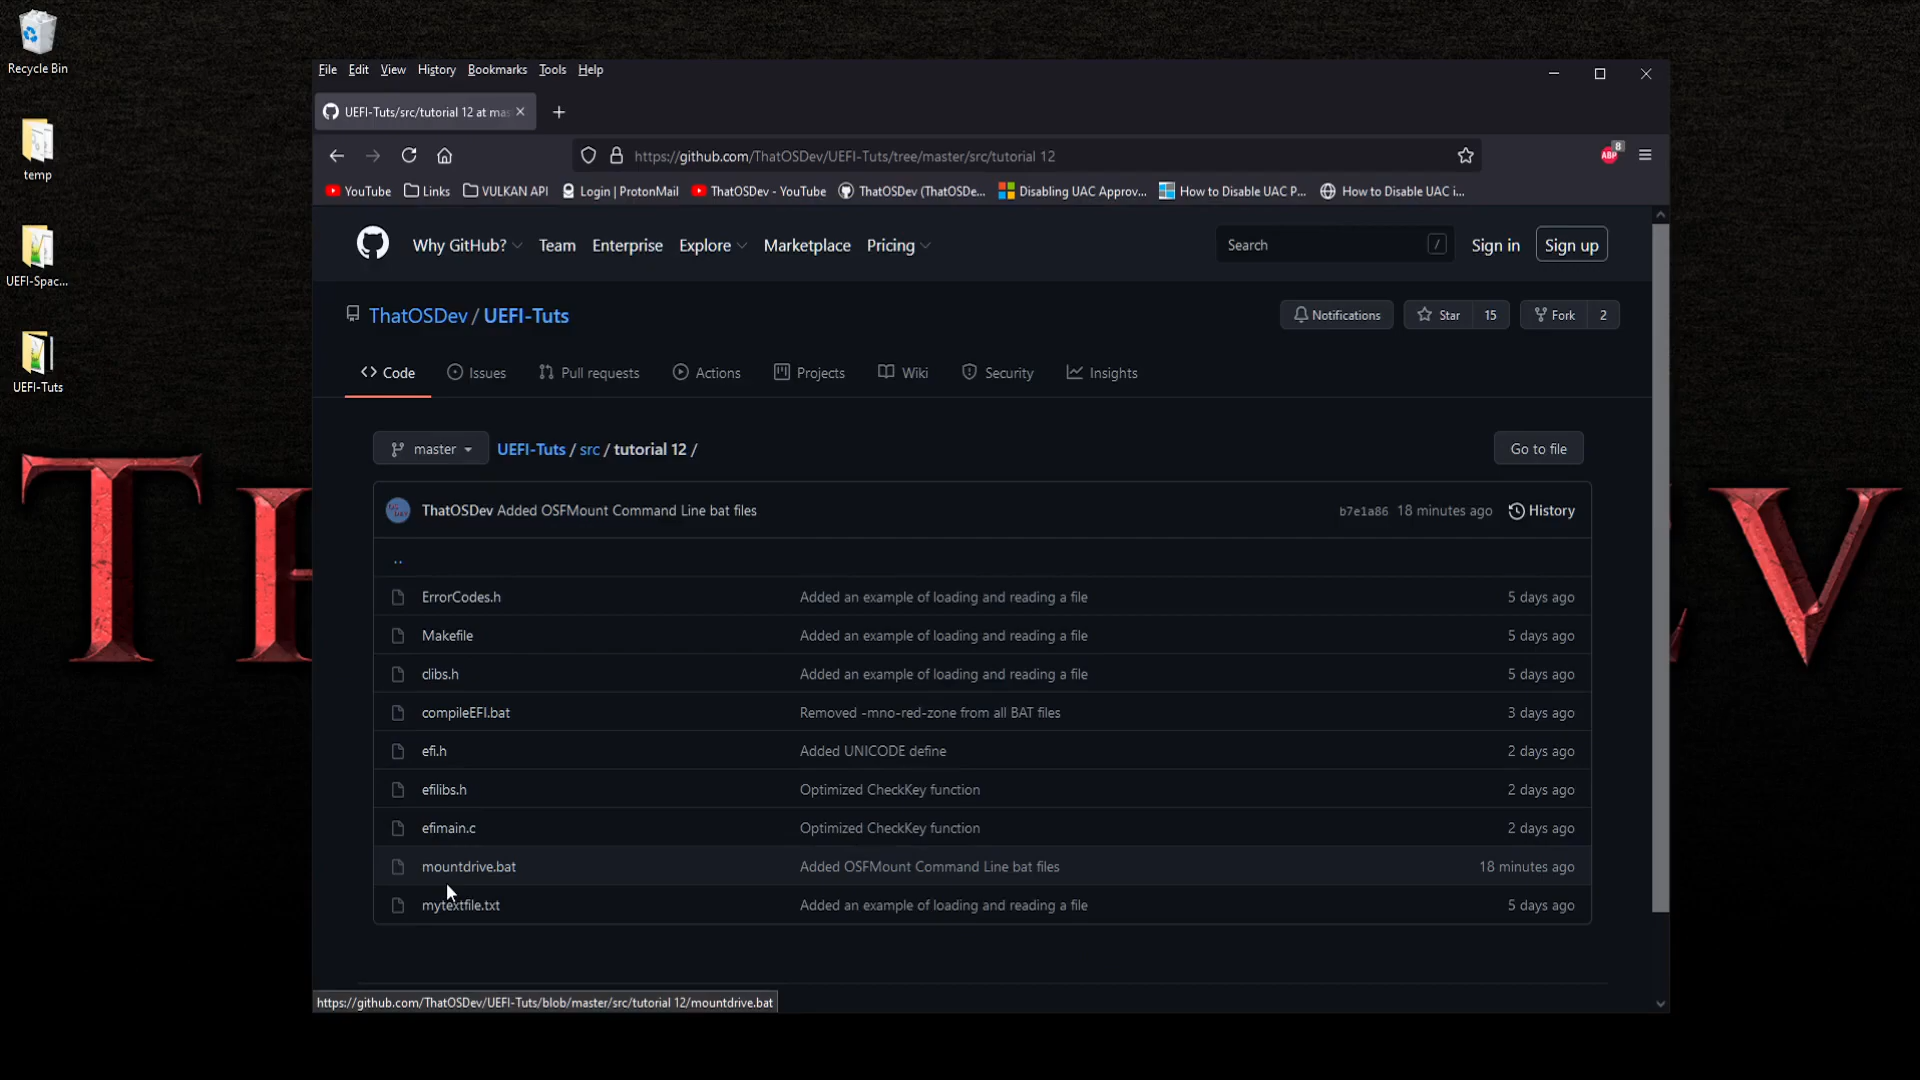 Recycle Bin
temp
UEFI-Spac...
UEFI-Tuts
File Edit View History Bookmarks Tools Help
UEFI-Tuts/src/tutorial 12 at mas
https://github.com/ThatOSDev/UEFI-Tuts/tree/master/src/tutorial 12
ABP 8
YouTube Links VULKAN API Login | ProtonMail ThatOSDev - YouTube ThatOSDev (ThatOSDe... Disabling UAC Approv... How to Disable UAC P... How to Disable UAC i...
Why GitHub? Team Enterprise Explore Marketplace Pricing Search / Sign in Sign up
ThatOSDev / UEFI-Tuts Notifications Star 15 Fork 2
Code Issues Pull requests Actions Projects Wiki Security Insights
master UEFI-Tuts / src / tutorial 12 / Go to file
ThatOSDev Added OSFMount Command Line bat files b7e1a86 18 minutes ago History
..
ErrorCodes.h Added an example of loading and reading a file 5 days ago
Makefile Added an example of loading and reading a file 5 days ago
clibs.h Added an example of loading and reading a file 5 days ago
compileEFI.bat Removed -mno-red-zone from all BAT files 3 days ago
efi.h Added UNICODE define 2 days ago
efilibs.h Optimized CheckKey function 2 days ago
efimain.c Optimized CheckKey function 2 days ago
mountdrive.bat Added OSFMount Command Line bat files 18 minutes ago
mytextfile.txt Added an example of loading and reading a file 5 days ago
https://github.com/ThatOSDev/UEFI-Tuts/blob/master/src/tutorial 12/mountdrive.bat